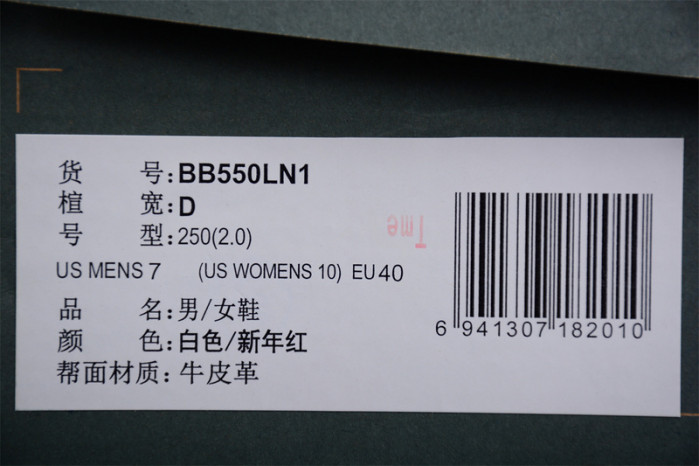 货 号:BB550LN1
楦 宽:D
号 型:250(2.0)
US MENS 7 (US WOMENS 10) EU 40
品 名:男/女鞋
颜 色:白色/新年红
帮面材质:牛皮革
Tme
6 941307 182010